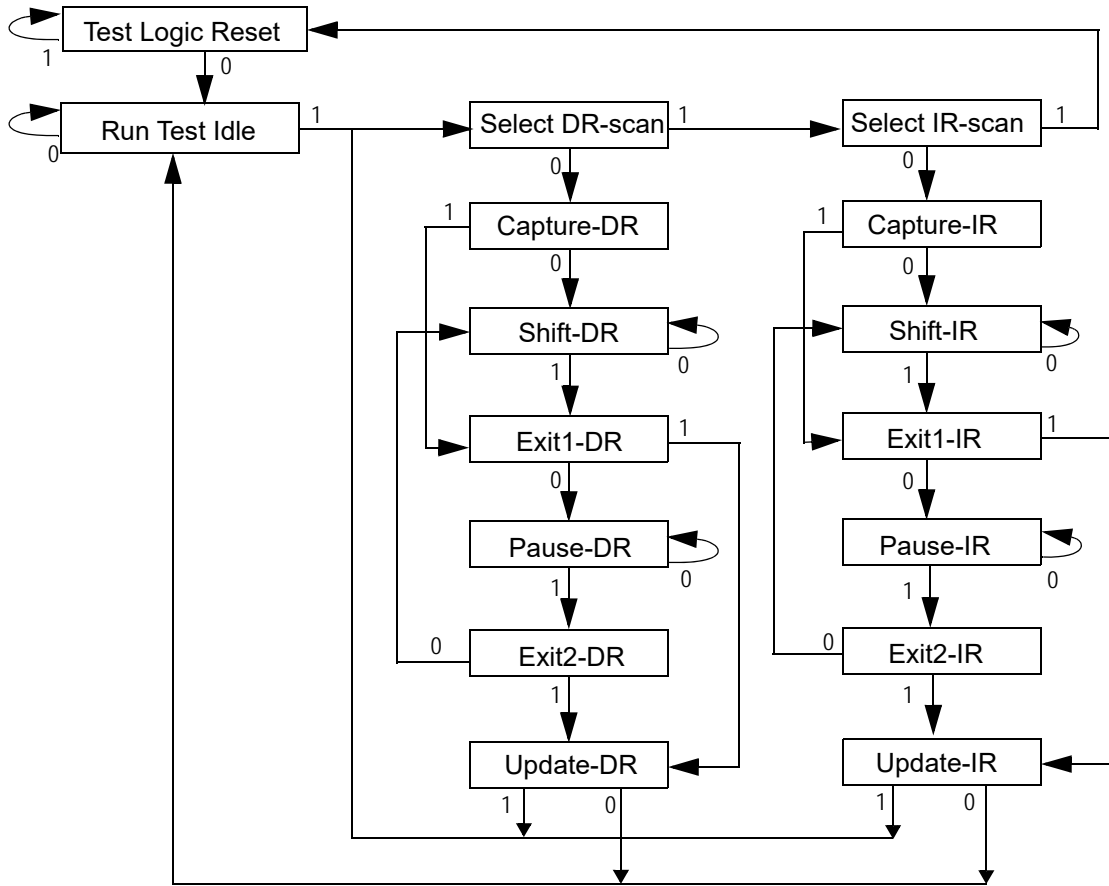 Test Logic Reset
1
0
Run Test Idle
0
1
Select DR-scan
1
Select IR-scan
1
0
0
1
Capture-DR
1
Capture-IR
0
0
Shift-DR
0
Shift-IR
0
1
1
Exit1-DR
1
Exit1-IR
1
0
0
Pause-DR
0
Pause-IR
0
1
1
0
Exit2-DR
0
Exit2-IR
1
1
Update-DR
Update-IR
1
0
1
0